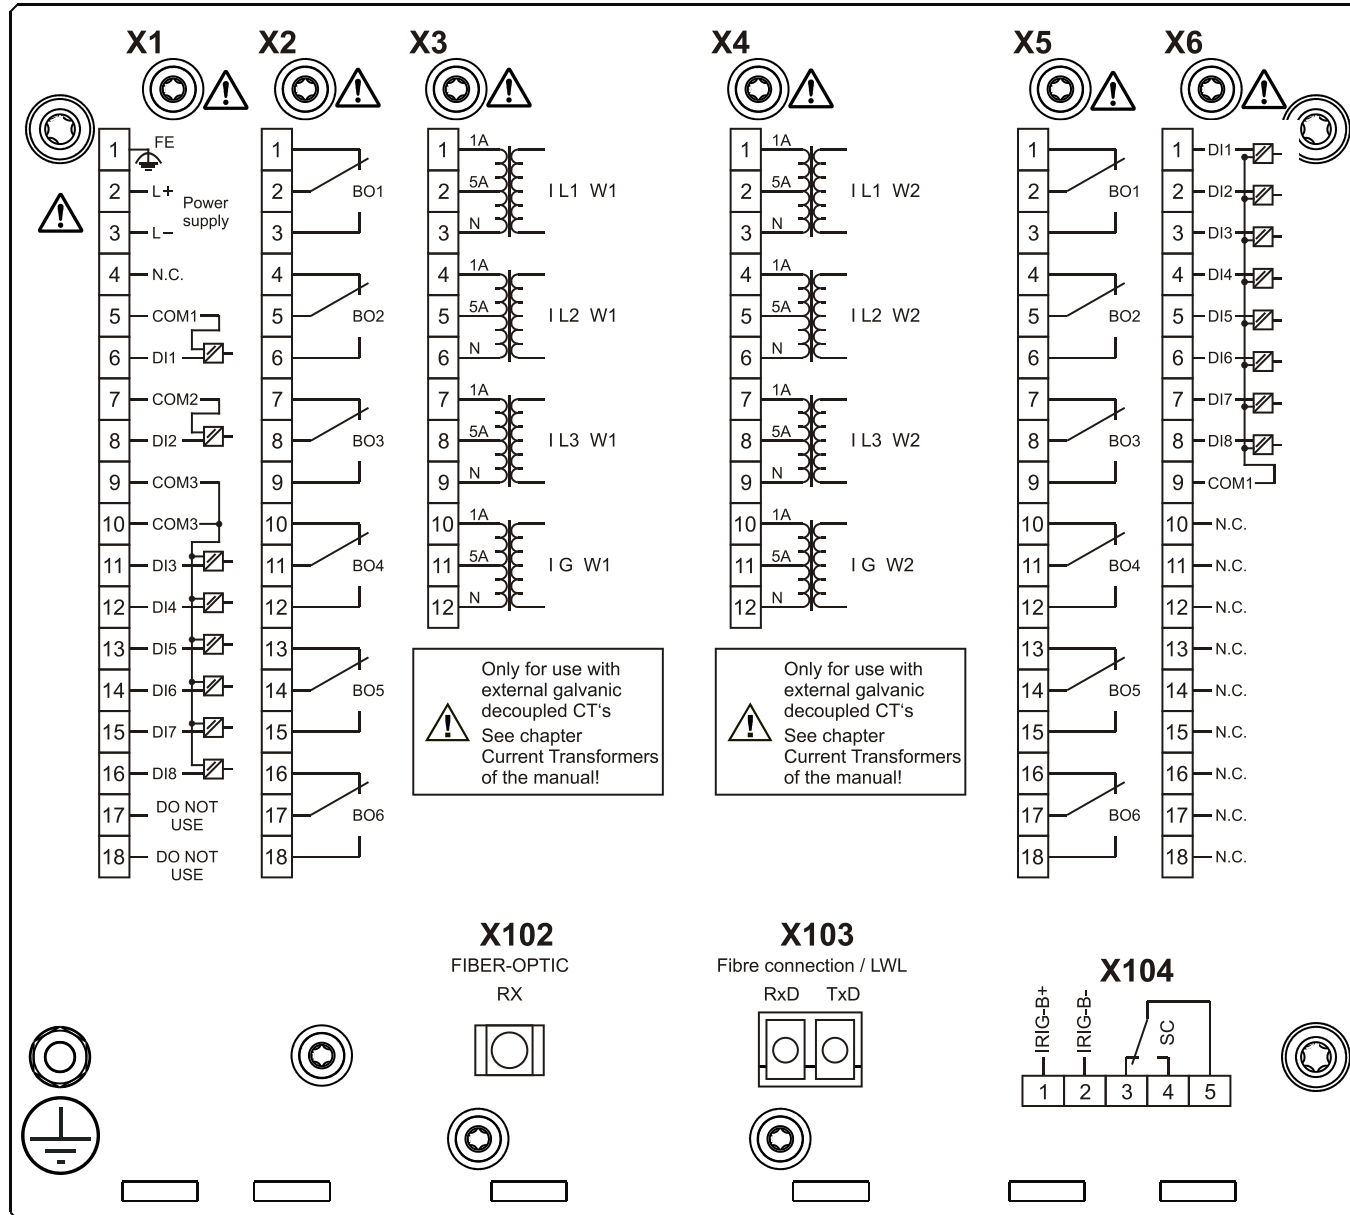 X1
1 FE
2 L+
Power
supply
3 L−
4 N.C.
5 COM1
6 DI1
7 COM2
8 DI2
9 COM3
10 COM3
11 DI3
12 DI4
13 DI5
14 DI6
15 DI7
16 DI8
17 DO NOT
USE
18 DO NOT
USE
X2
1
2 BO1
3
4
5 BO2
6
7
8 BO3
9
10
11 BO4
12
13
14 BO5
15
16
17 BO6
18
X3
1 1A
2 5A I L1 W1
3 N
4 1A
5 5A I L2 W1
6 N
7 1A
8 5A I L3 W1
9 N
10 1A
11 5A I G W1
12 N
Only for use with
external galvanic
decoupled CT‘s
See chapter
Current Transformers
of the manual!
X4
1 1A
2 5A I L1 W2
3 N
4 1A
5 5A I L2 W2
6 N
7 1A
8 5A I L3 W2
9 N
10 1A
11 5A I G W2
12 N
Only for use with
external galvanic
decoupled CT‘s
See chapter
Current Transformers
of the manual!
X5
1
2 BO1
3
4
5 BO2
6
7
8 BO3
9
10
11 BO4
12
13
14 BO5
15
16
17 BO6
18
X6
1 DI1
2 DI2
3 DI3
4 DI4
5 DI5
6 DI6
7 DI7
8 DI8
9 COM1
10 N.C.
11 N.C.
12 N.C.
13 N.C.
14 N.C.
15 N.C.
16 N.C.
17 N.C.
18 N.C.
X102
FIBER-OPTIC
RX
X103
Fibre connection / LWL
RxD TxD
X104
IRIG-B+
IRIG-B-
SC
1 2 3 4 5